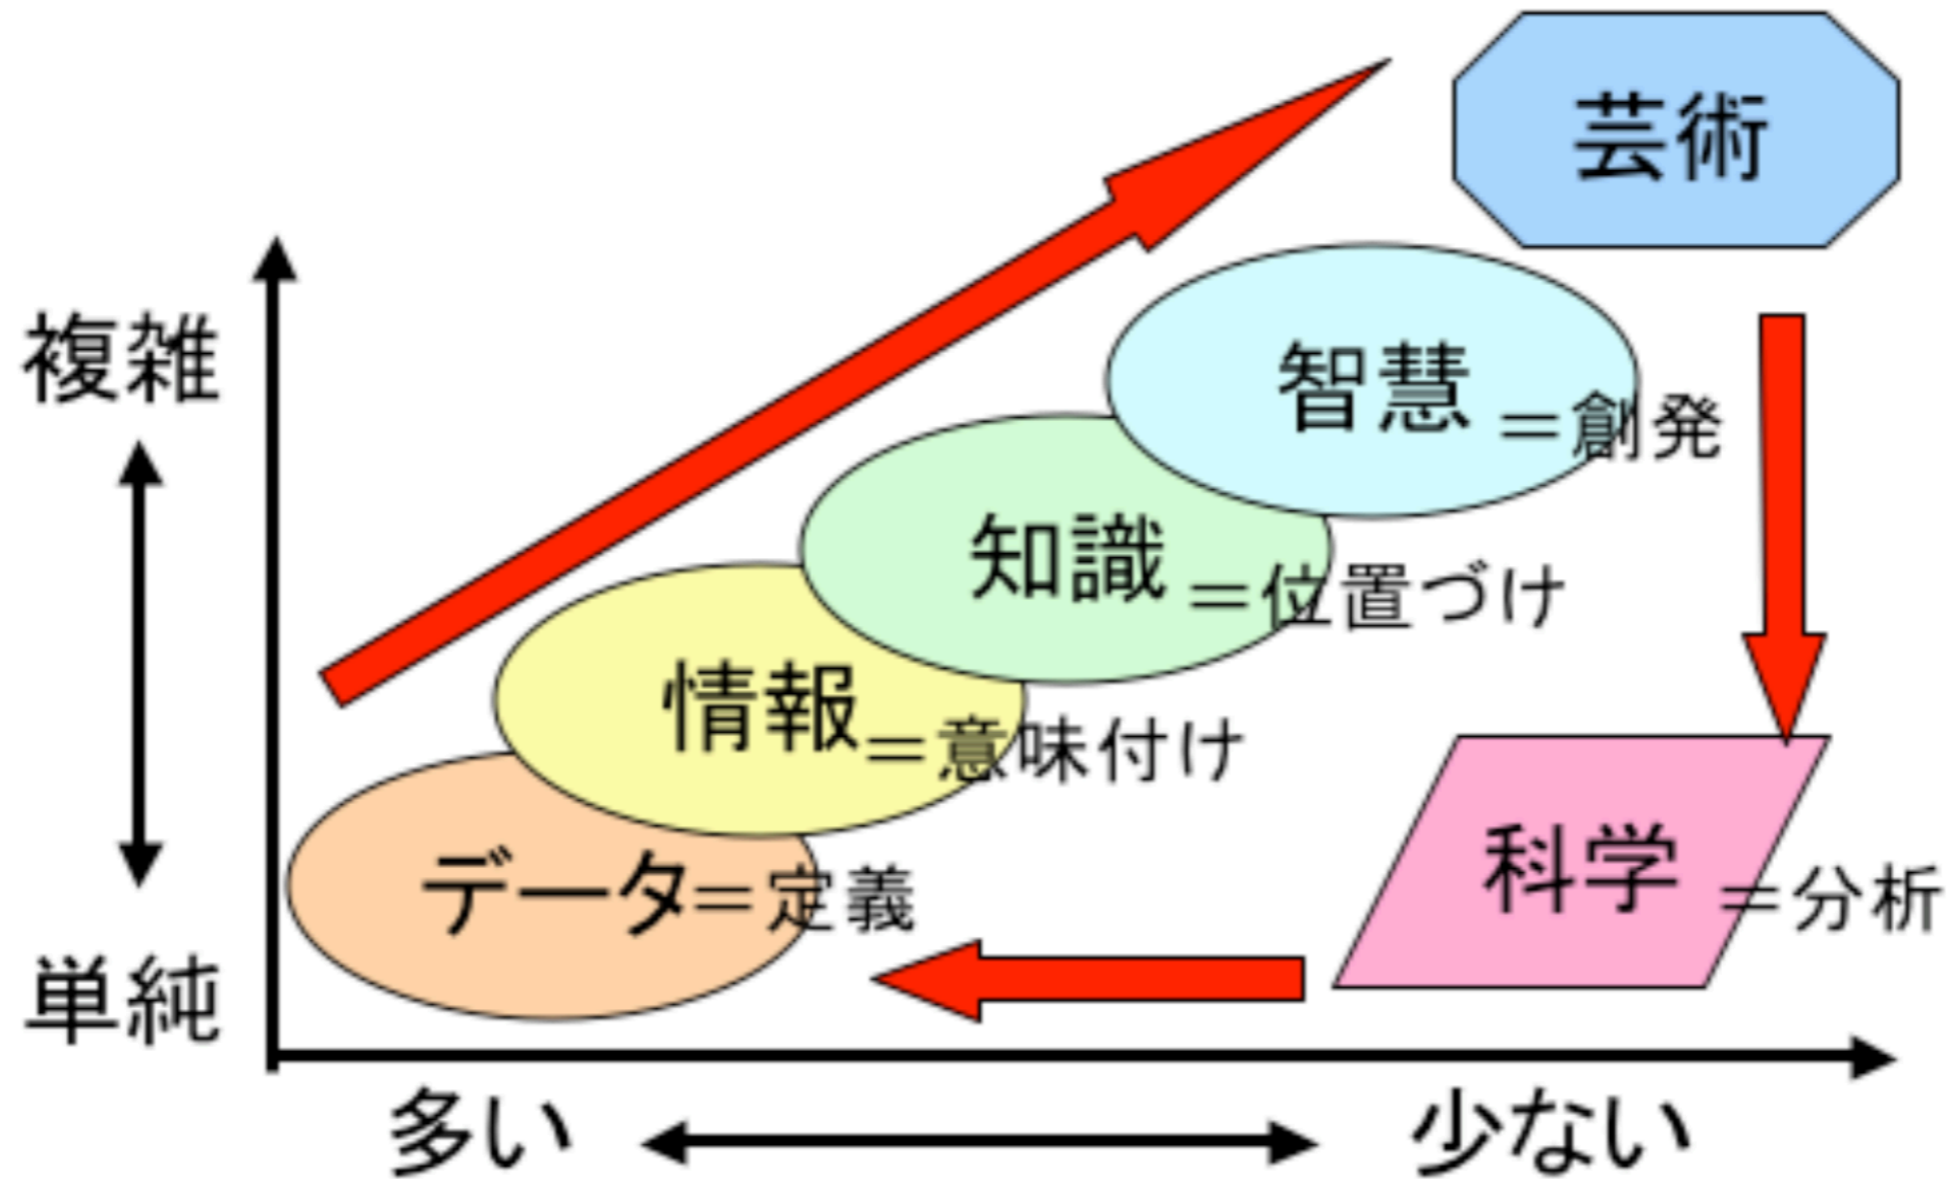 芸術
複雑
智慧
=創発
知識
=位置づけ
情報
=意味付け
データ
=定義
科学
=分析
単純
多い
少ない